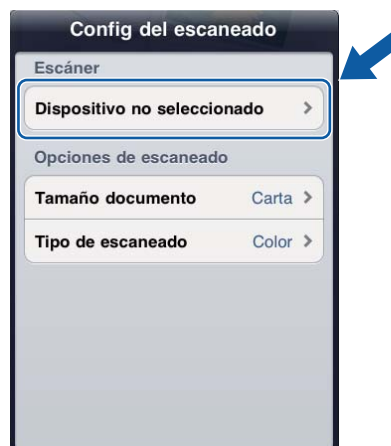 Config del escaneado
Escáner
Dispositivo no seleccionado
Opciones de escaneado
Tamaño documento Carta
Tipo de escaneado Color